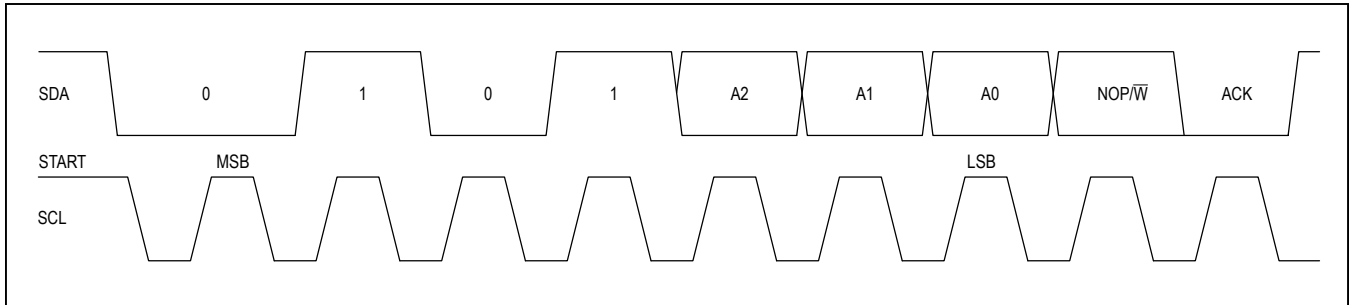 SDA 0 1 0 1 A2 A1 A0 NOP/W̅ ACK
START MSB LSB
SCL